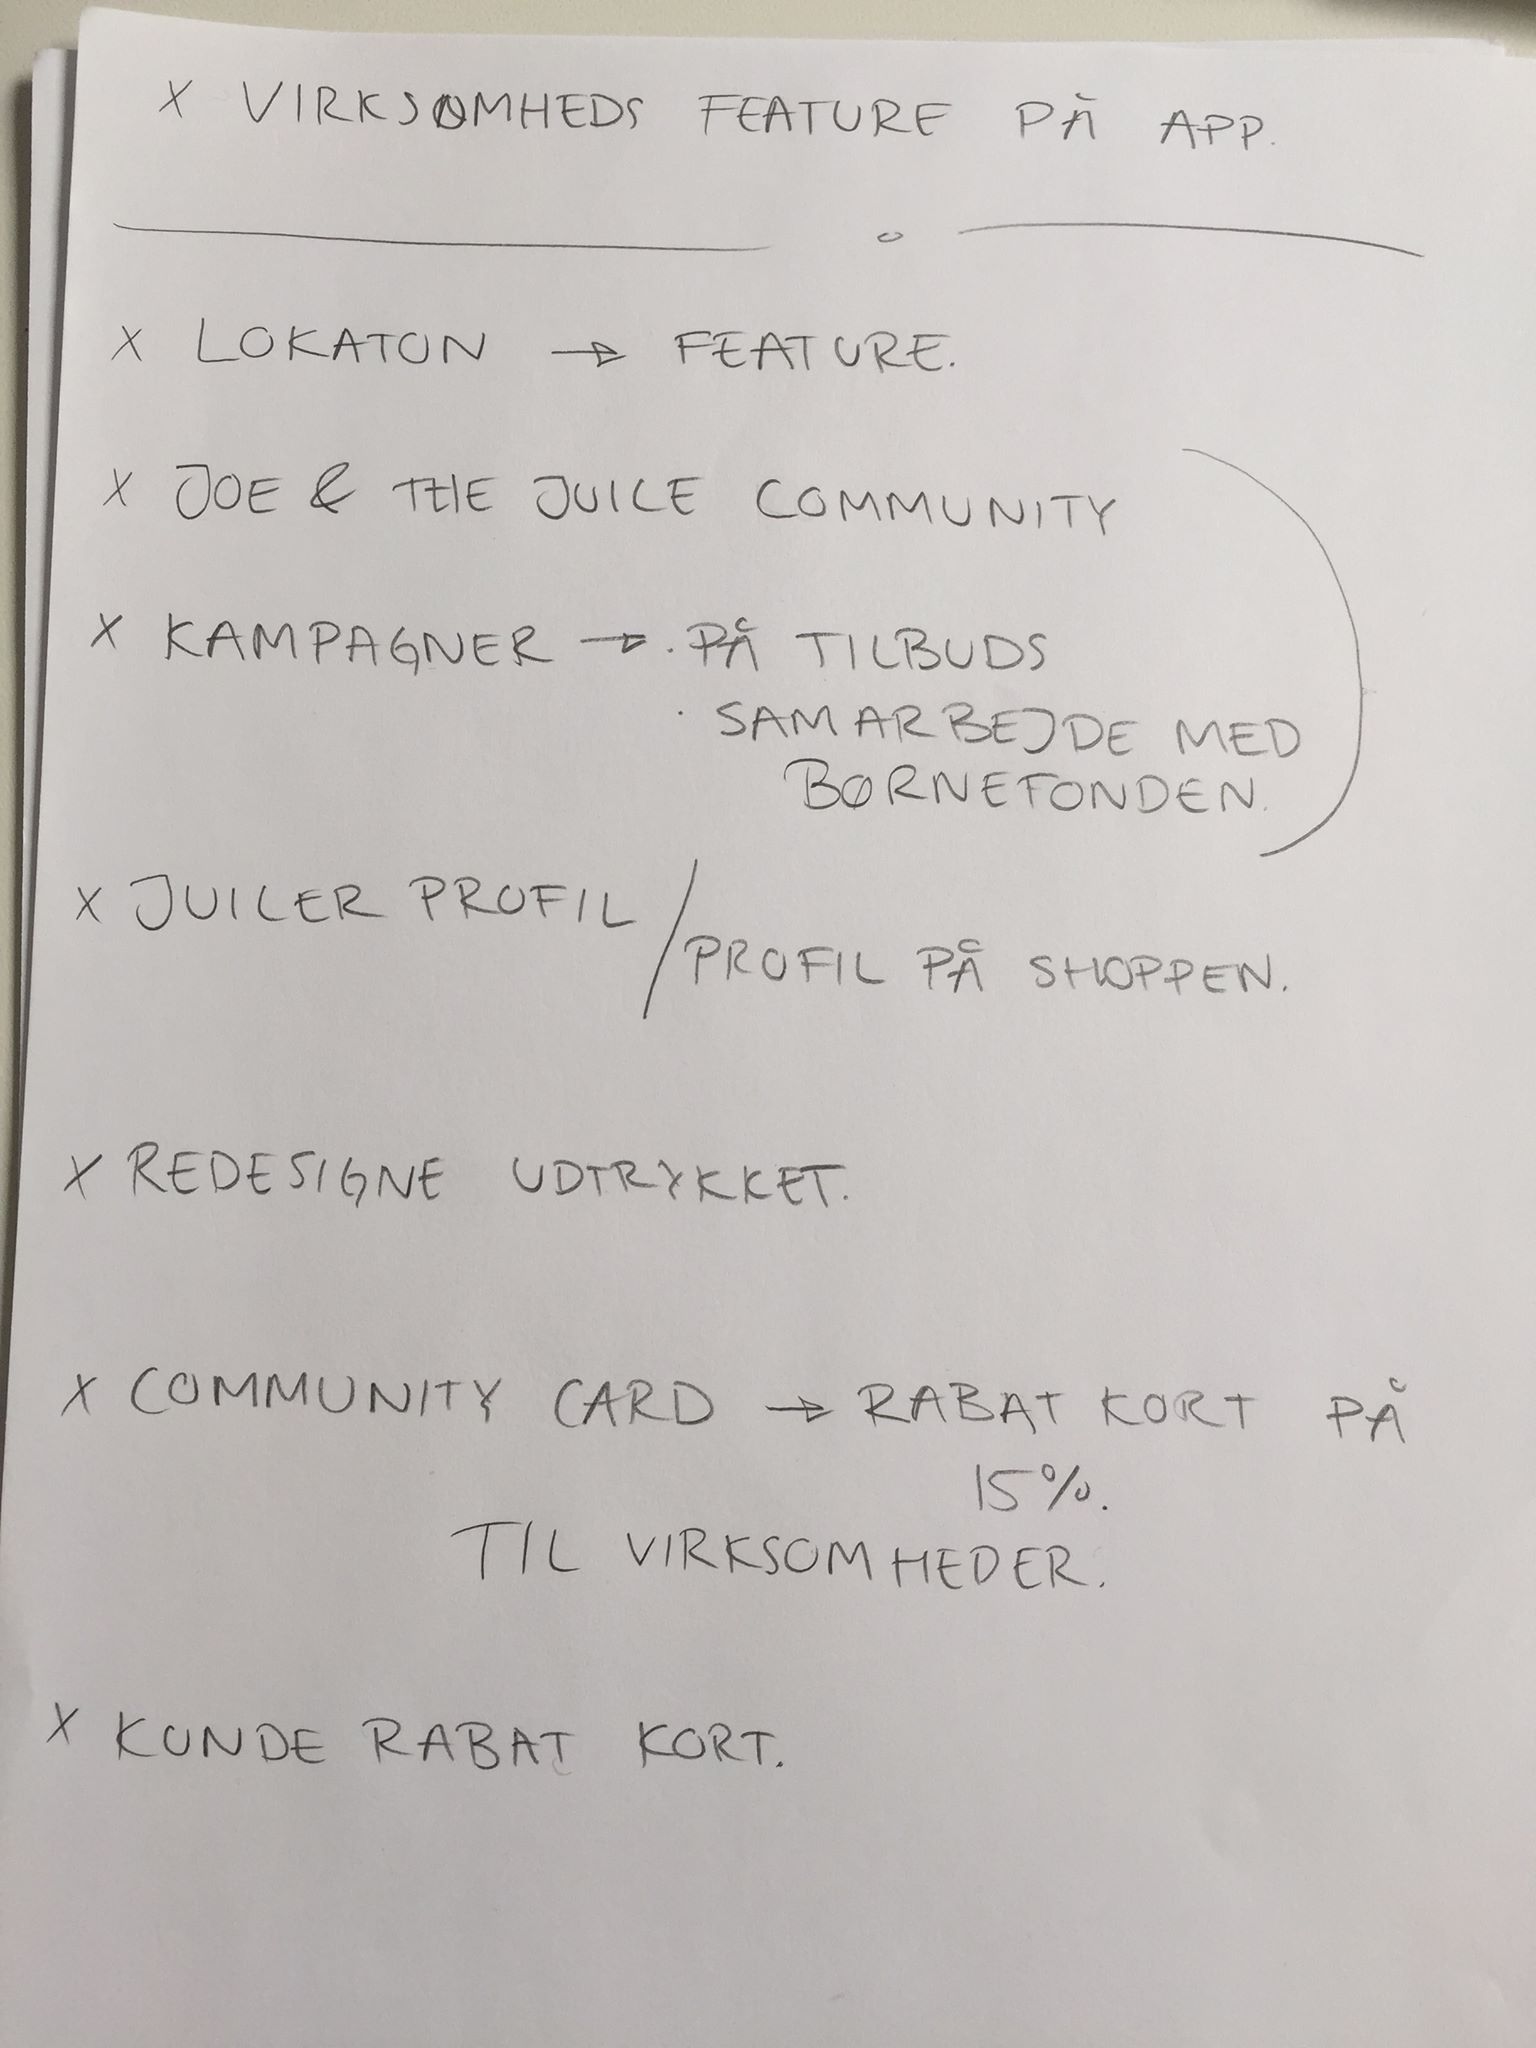 X VIRKSOMHEDS FEATURE PÅ APP.
X LOKATON → FEATURE.
X JOE & THE JUICE COMMUNITY
X KAMPAGNER → · PÅ TILBUDS
· SAMARBEJDE MED
BØRNEFONDEN.
X JUICER PROFIL /
PROFIL PÅ SHOPPEN.
X REDESIGNE UDTRYKKET.
X COMMUNITY CARD → RABAT KORT PÅ
15%.
TIL VIRKSOMHEDER.
X KUNDE RABAT KORT.